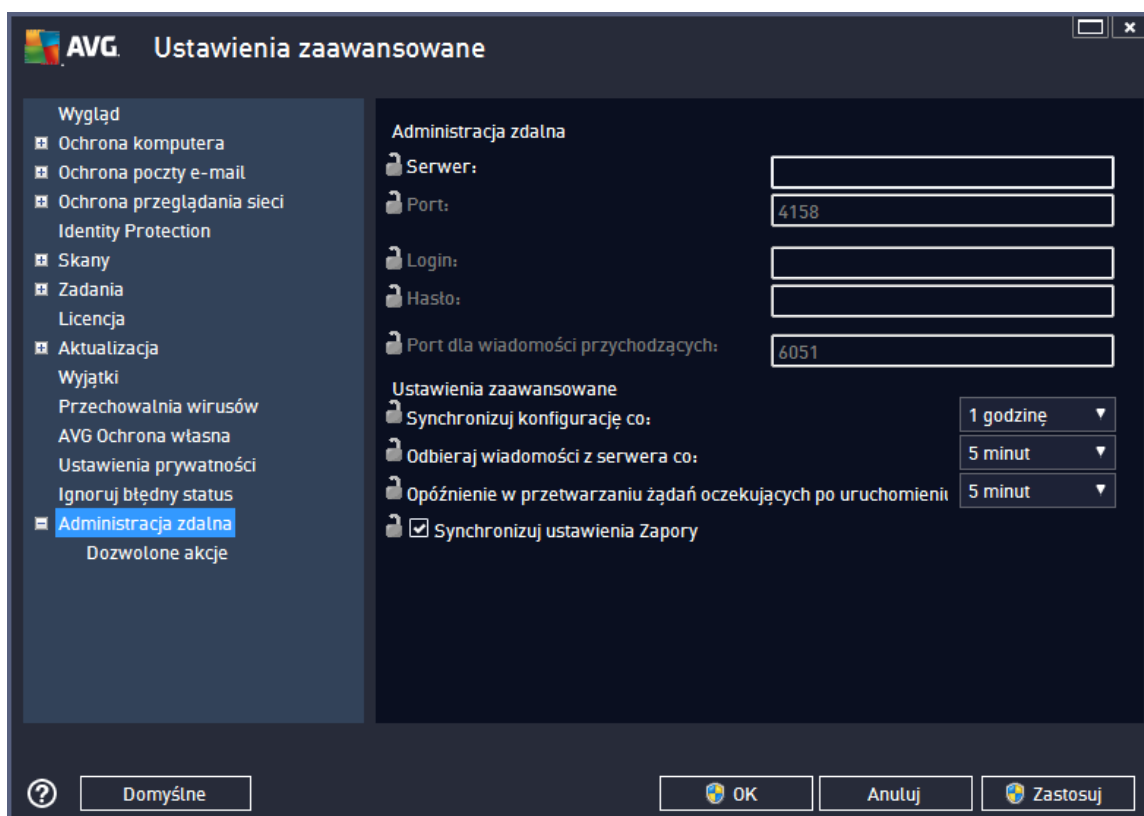 AVG. Ustawienia zaawansowane
Wygląd
Ochrona komputera
Ochrona poczty e-mail
Ochrona przeglądania sieci
Identity Protection
Skany
Zadania
Licencja
Aktualizacja
Wyjątki
Przechowalnia wirusów
AVG Ochrona własna
Ustawienia prywatności
Ignoruj błędny status
Administracja zdalna
Dozwolone akcje
Administracja zdalna
Serwer:
Port: 4158
Login:
Hasło:
Port dla wiadomości przychodzących: 6051
Ustawienia zaawansowane
Synchronizuj konfigurację co: 1 godzinę
Odbieraj wiadomości z serwera co: 5 minut
Opóźnienie w przetwarzaniu żądań oczekujących po uruchomieniu 5 minut
Synchronizuj ustawienia Zapory
? Domyślne OK Anuluj Zastosuj